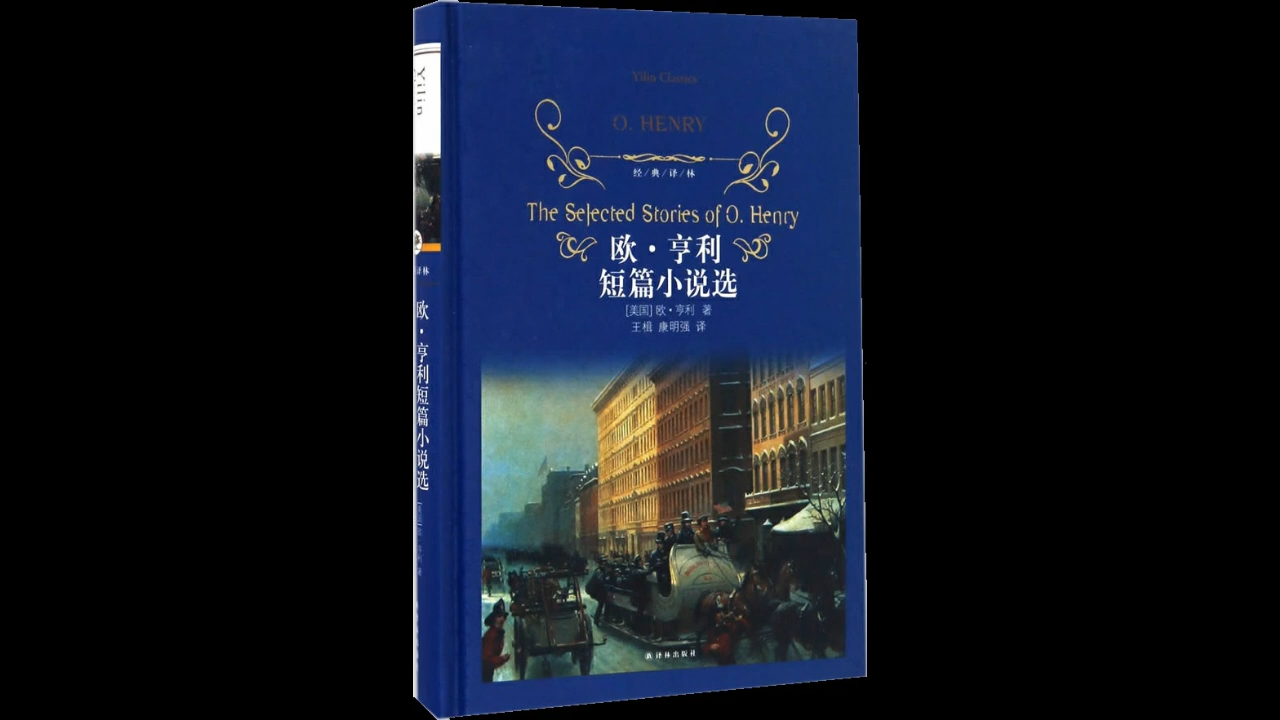 Yilin Classics
O. HENRY
经/典/译/林
The Selected Stories of O. Henry
欧·亨利
短篇小说选
[美国] 欧·亨利 著
王楫 康明强 译
译林出版社
Yilin
译林
欧·亨利短篇小说选